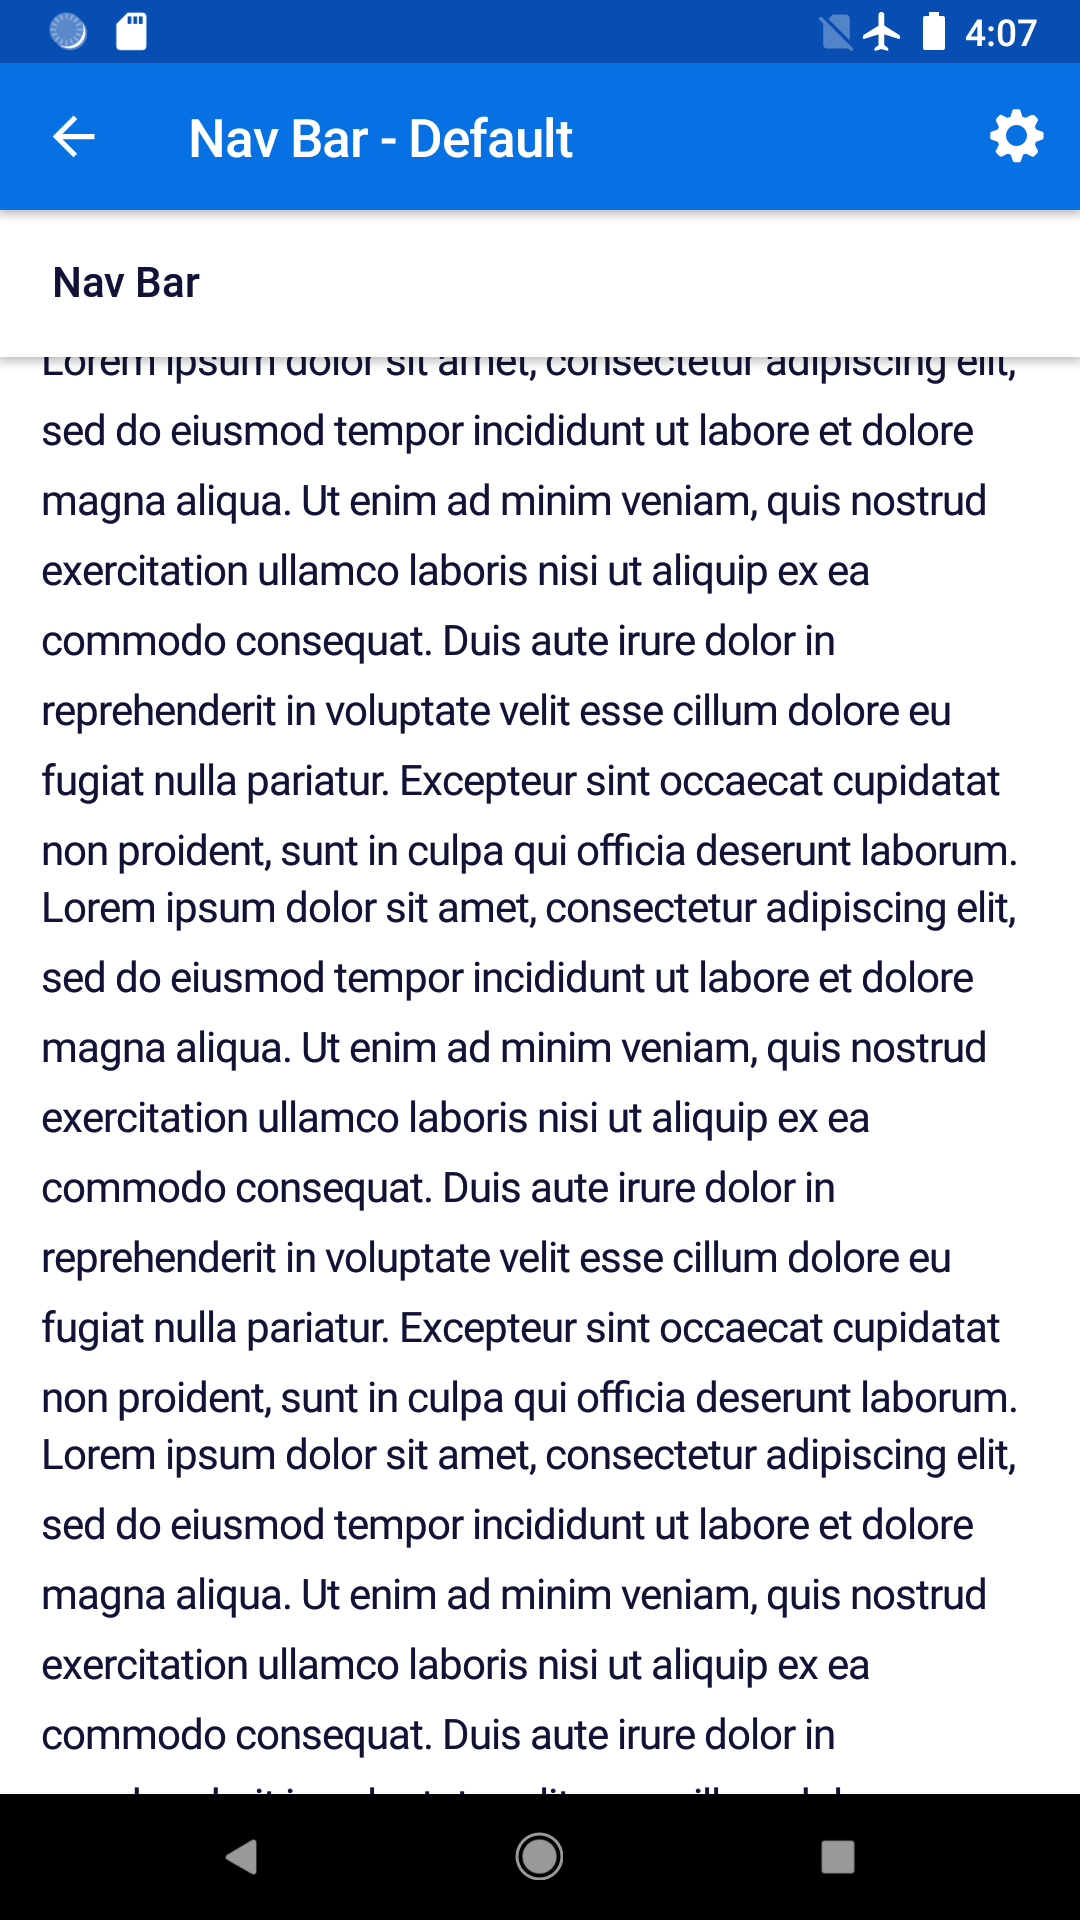 4:07
Nav Bar - Default
Nav Bar
Lorem ipsum dolor sit amet, consectetur adipiscing elit,
sed do eiusmod tempor incididunt ut labore et dolore
magna aliqua. Ut enim ad minim veniam, quis nostrud
exercitation ullamco laboris nisi ut aliquip ex ea
commodo consequat. Duis aute irure dolor in
reprehenderit in voluptate velit esse cillum dolore eu
fugiat nulla pariatur. Excepteur sint occaecat cupidatat
non proident, sunt in culpa qui officia deserunt laborum.
Lorem ipsum dolor sit amet, consectetur adipiscing elit,
sed do eiusmod tempor incididunt ut labore et dolore
magna aliqua. Ut enim ad minim veniam, quis nostrud
exercitation ullamco laboris nisi ut aliquip ex ea
commodo consequat. Duis aute irure dolor in
reprehenderit in voluptate velit esse cillum dolore eu
fugiat nulla pariatur. Excepteur sint occaecat cupidatat
non proident, sunt in culpa qui officia deserunt laborum.
Lorem ipsum dolor sit amet, consectetur adipiscing elit,
sed do eiusmod tempor incididunt ut labore et dolore
magna aliqua. Ut enim ad minim veniam, quis nostrud
exercitation ullamco laboris nisi ut aliquip ex ea
commodo consequat. Duis aute irure dolor in